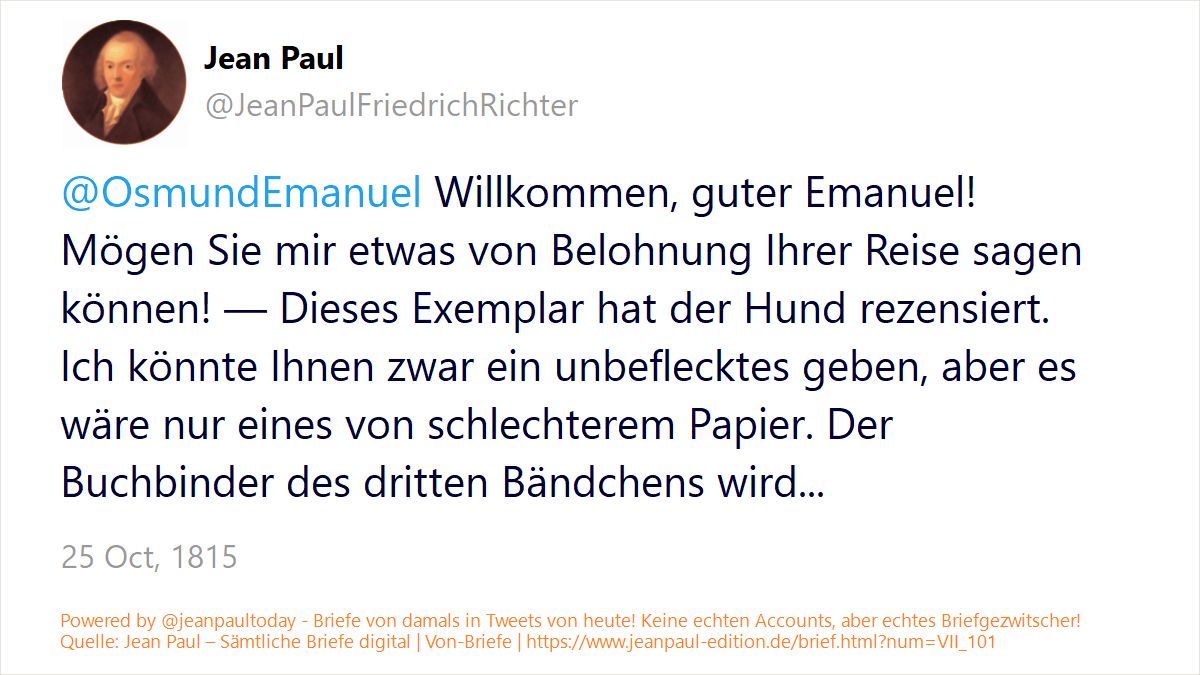 Jean Paul
@JeanPaulFriedrichRichter
@OsmundEmanuel Willkommen, guter Emanuel!
Mögen Sie mir etwas von Belohnung Ihrer Reise sagen
können! — Dieses Exemplar hat der Hund rezensiert.
Ich könnte Ihnen zwar ein unbeflecktes geben, aber es
wäre nur eines von schlechterem Papier. Der
Buchbinder des dritten Bändchens wird...
25 Oct, 1815
Powered by @jeanpaultoday - Briefe von damals in Tweets von heute! Keine echten Accounts, aber echtes Briefgezwitscher!
Quelle: Jean Paul – Sämtliche Briefe digital | Von-Briefe | https://www.jeanpaul-edition.de/brief.html?num=VII_101